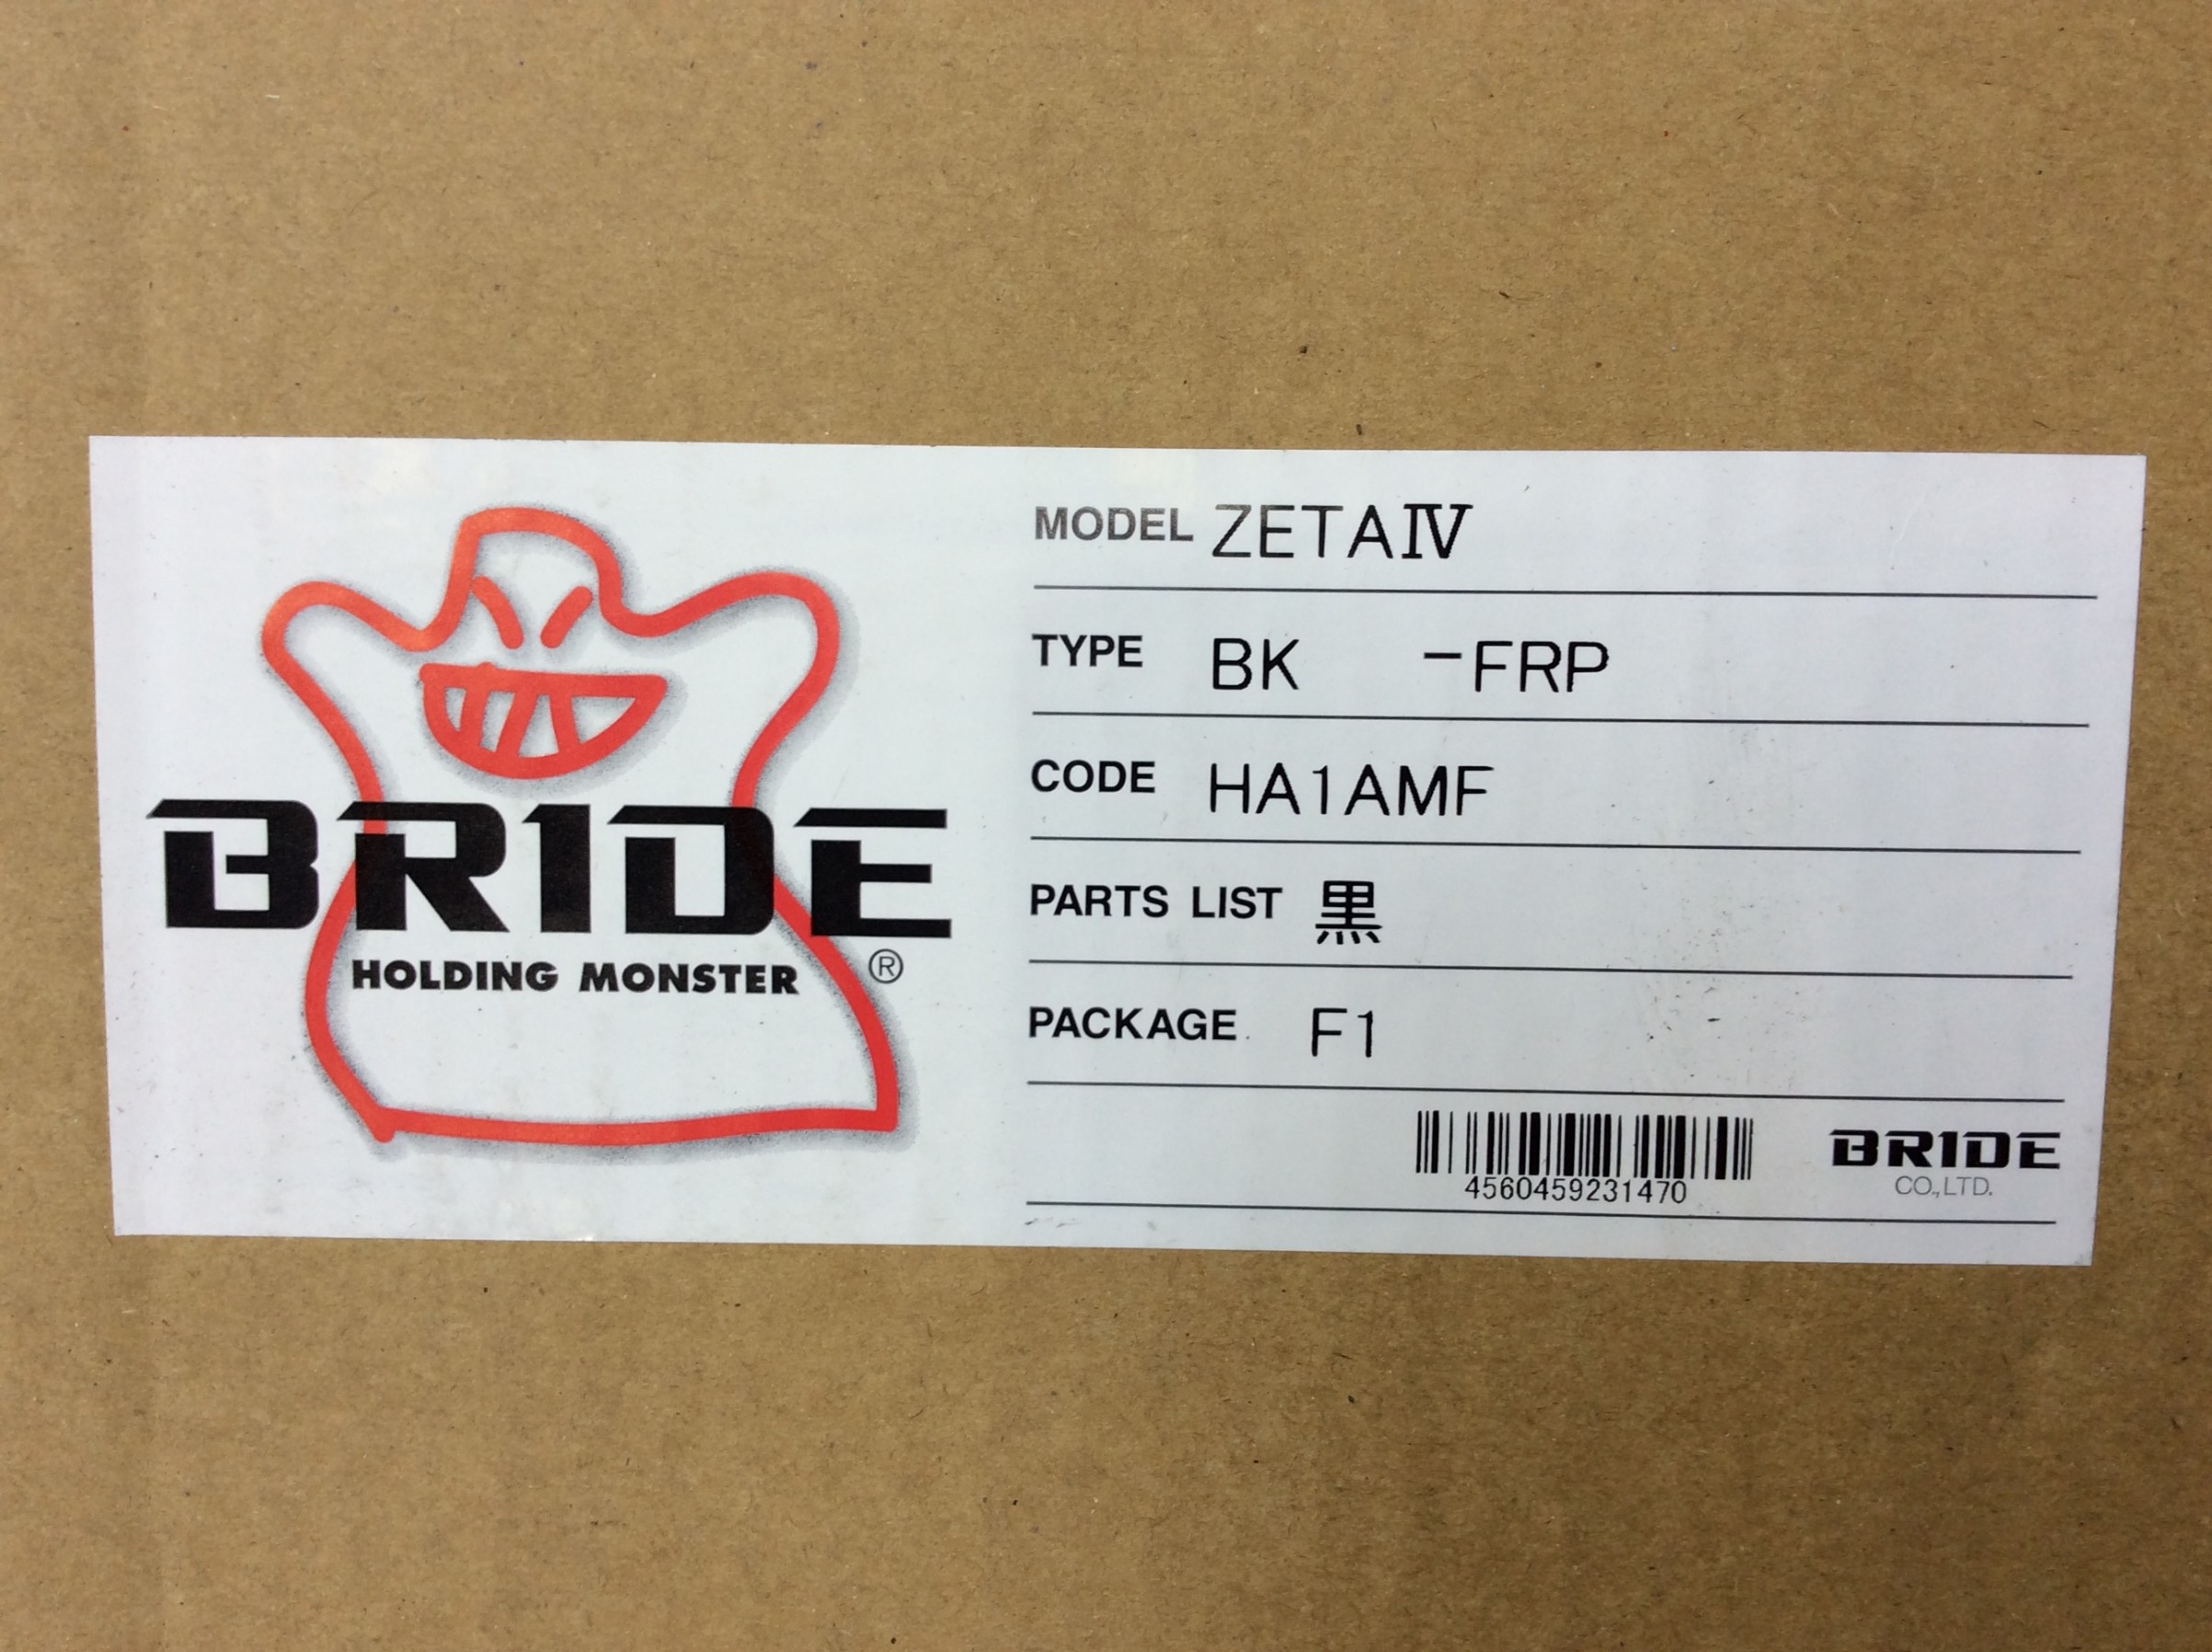 BRIDE
HOLDING MONSTER ®
MODEL ZETAⅣ
TYPE BK -FRP
CODE HA1AMF
PARTS LIST 黒
PACKAGE F1
4560459231470
BRIDE
CO.,LTD.